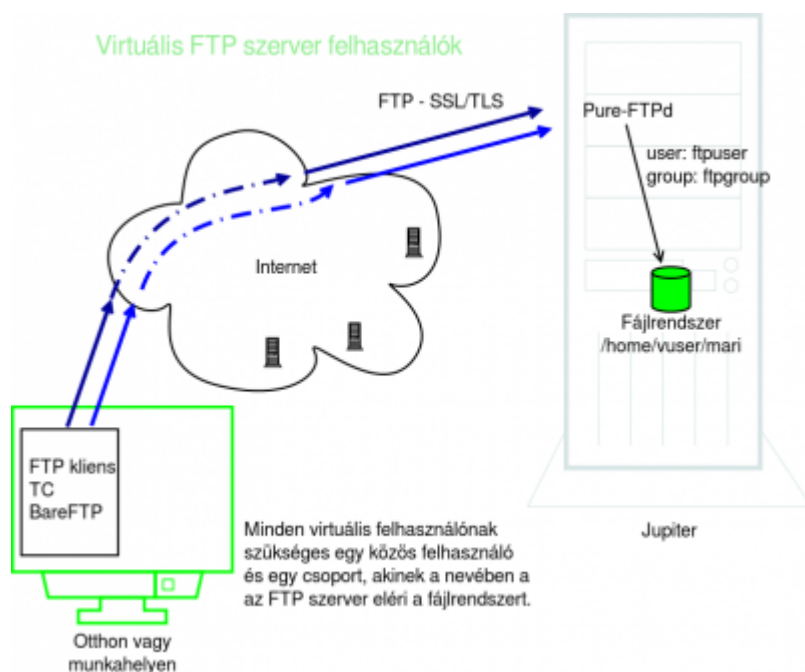 Virtuális FTP szerver felhasználók
FTP - SSL/TLS
Pure-FTPd
user: ftpuser
group: ftpgroup
Internet
Fájlrendszer
/home/vuser/mari
FTP kliens
TC
BareFTP
Minden virtuális felhasználónak
szükséges egy közös felhasználó
és egy csoport, akinek a nevében a
az FTP szerver eléri a fájlrendszert.
Jupiter
Otthon vagy
munkahelyen